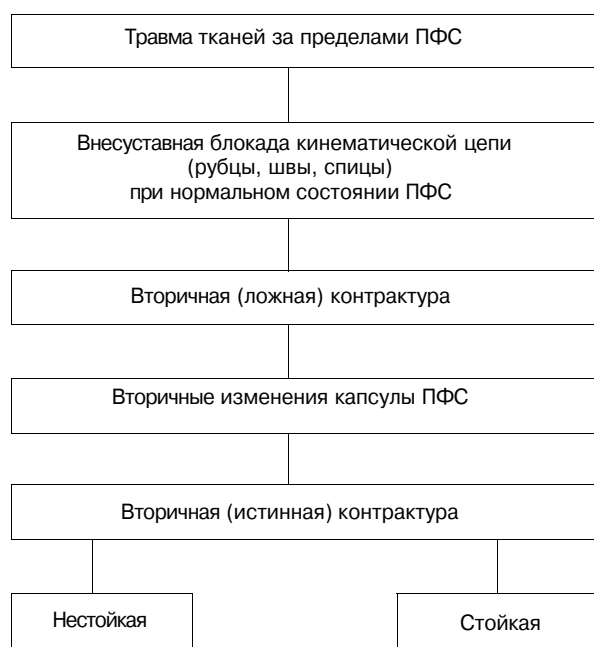 Травма тканей за пределами ПФС
Внесуставная блокада кинематической цепи
(рубцы, швы, спицы)
при нормальном состоянии ПФС
Вторичная (ложная) контрактура
Вторичные изменения капсулы ПФС
Вторичная (истинная) контрактура
Нестойкая
Стойкая